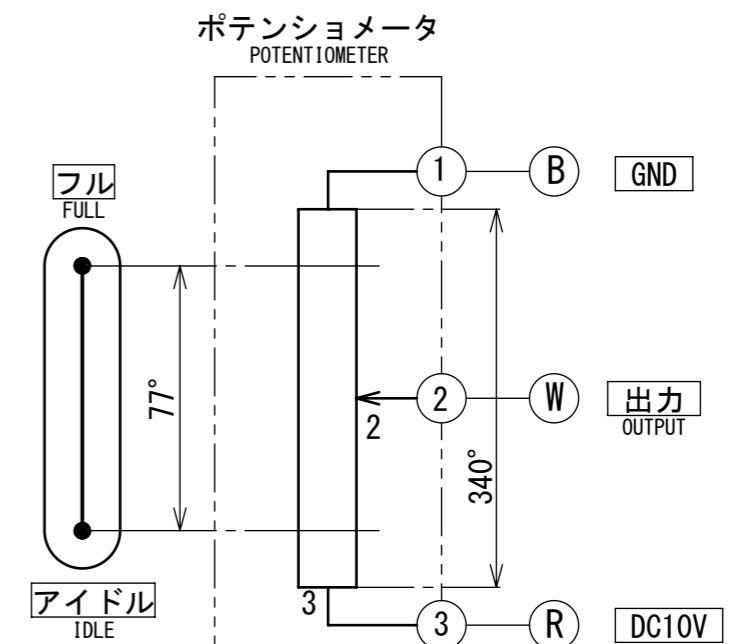 ポテンショメータ
POTENTIOMETER
1 B GND
フル
FULL
77°
2 2 W 出力
OUTPUT
340°
アイドル
IDLE
3 3 R DC10V